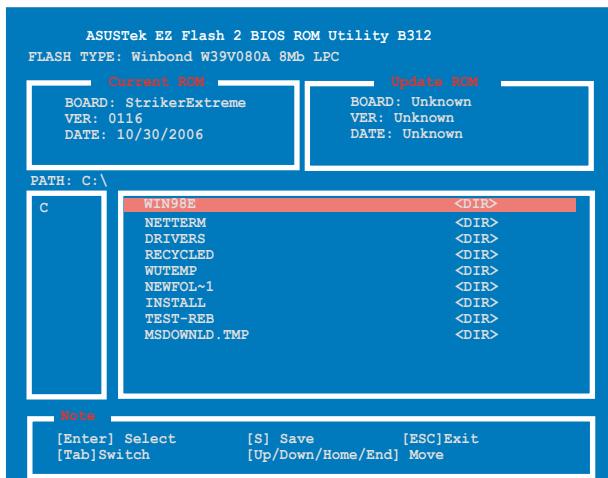 ASUSTek EZ Flash 2 BIOS ROM Utility B312
FLASH TYPE: Winbond W39V080A 8Mb LPC
Current ROM
Update ROM
BOARD: StrikerExtreme
VER: 0116
DATE: 10/30/2006
BOARD: Unknown
VER: Unknown
DATE: Unknown
PATH: C:\
C
WIN98E <DIR>
NETTERM <DIR>
DRIVERS <DIR>
RECYCLED <DIR>
WUTEMP <DIR>
NEWFOL~1 <DIR>
INSTALL <DIR>
TEST-REB <DIR>
MSDOWNLD.TMP <DIR>
Note
[Enter] Select [S] Save [ESC]Exit
[Tab]Switch [Up/Down/Home/End] Move